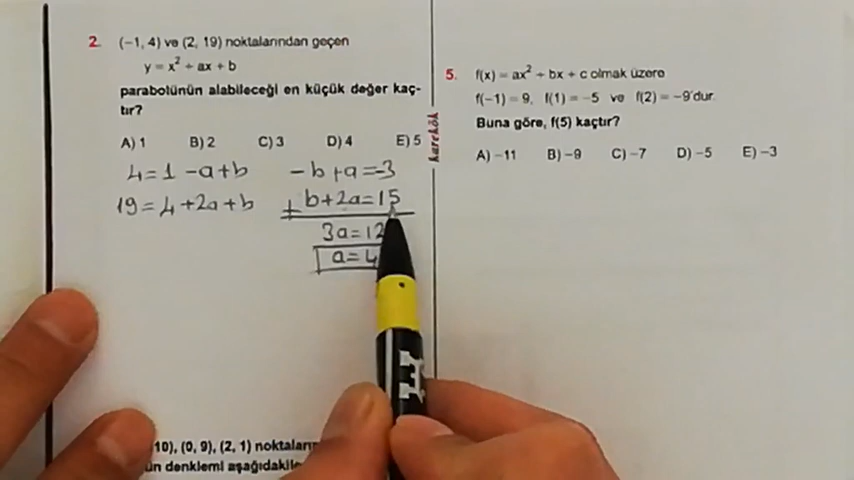 2. (-1, 4) ve (2, 19) noktalarından geçen
y = x² + ax + b
parabolünün alabileceği en küçük değer kaç-
tır?
A) 1 B) 2 C) 3 D) 4 E) 5
4=1-a+b
19=4+2a+b
-b+a=-3
+ b+2a=15
3a=12
a=4
10), (0, 9), (2, 1)
ün denklemi
karekök
5. f(x) = ax² + bx + c olmak üzere
f(-1) = 9, f(1) = -5 ve f(2) = -9'dur.
Buna göre, f(5) kaçtır?
A) -11 B) -9 C) -7 D) -5 E) -3